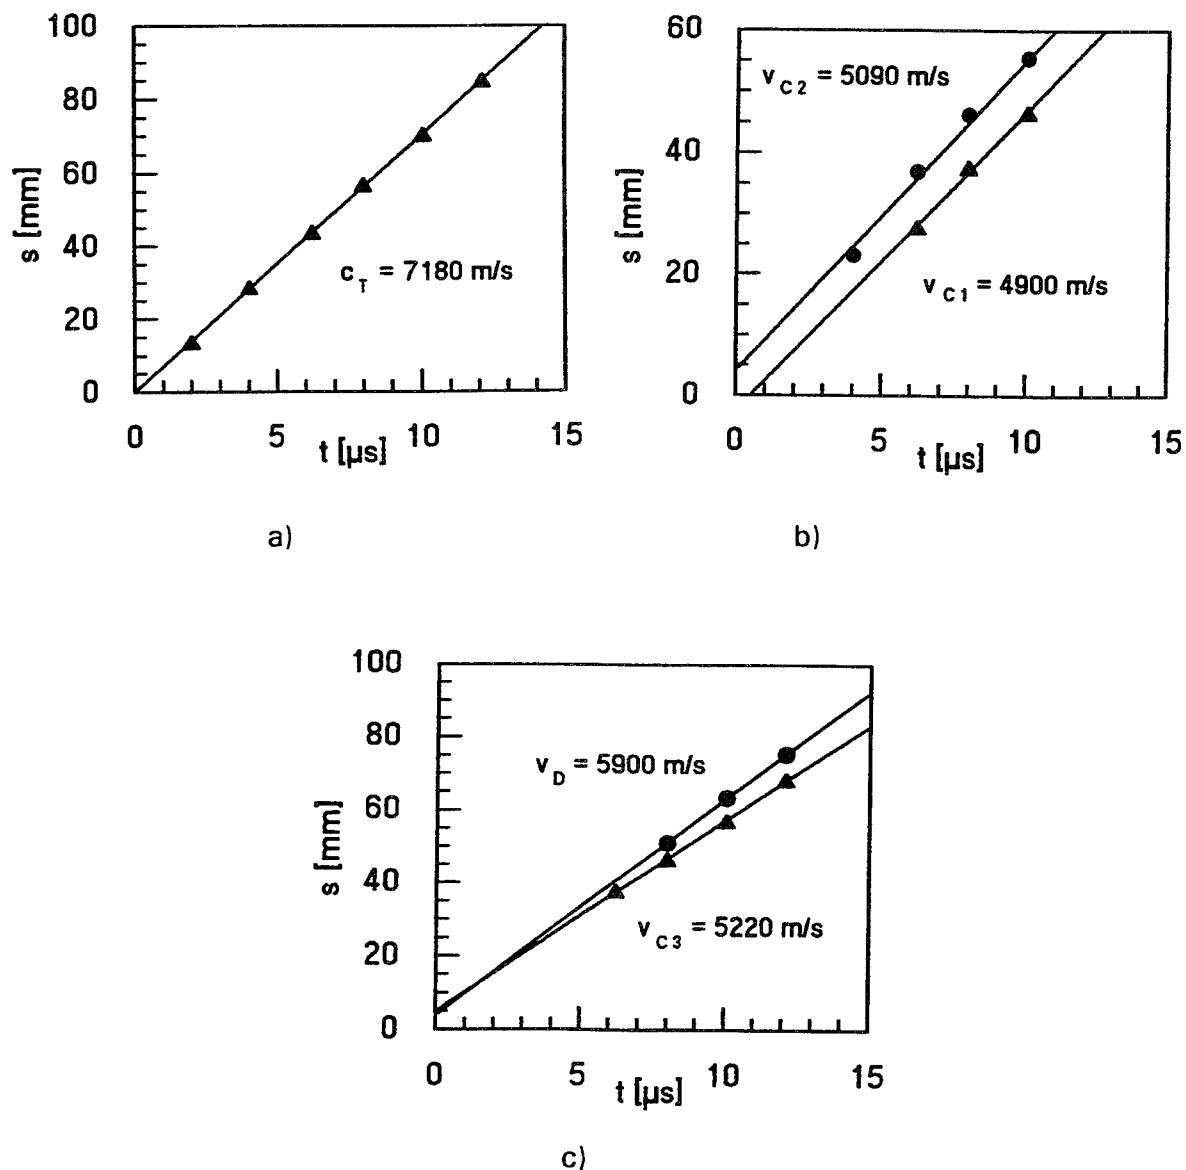 100
80
60
40
20
0
s [mm]
c_T = 7180 m/s
0 5 10 15
t [µs]
a)
60
40
20
0
s [mm]
v_C2 = 5090 m/s
v_C1 = 4900 m/s
0 5 10 15
t [µs]
b)
100
80
60
40
20
0
s [mm]
v_D = 5900 m/s
v_C3 = 5220 m/s
0 5 10 15
t [µs]
c)